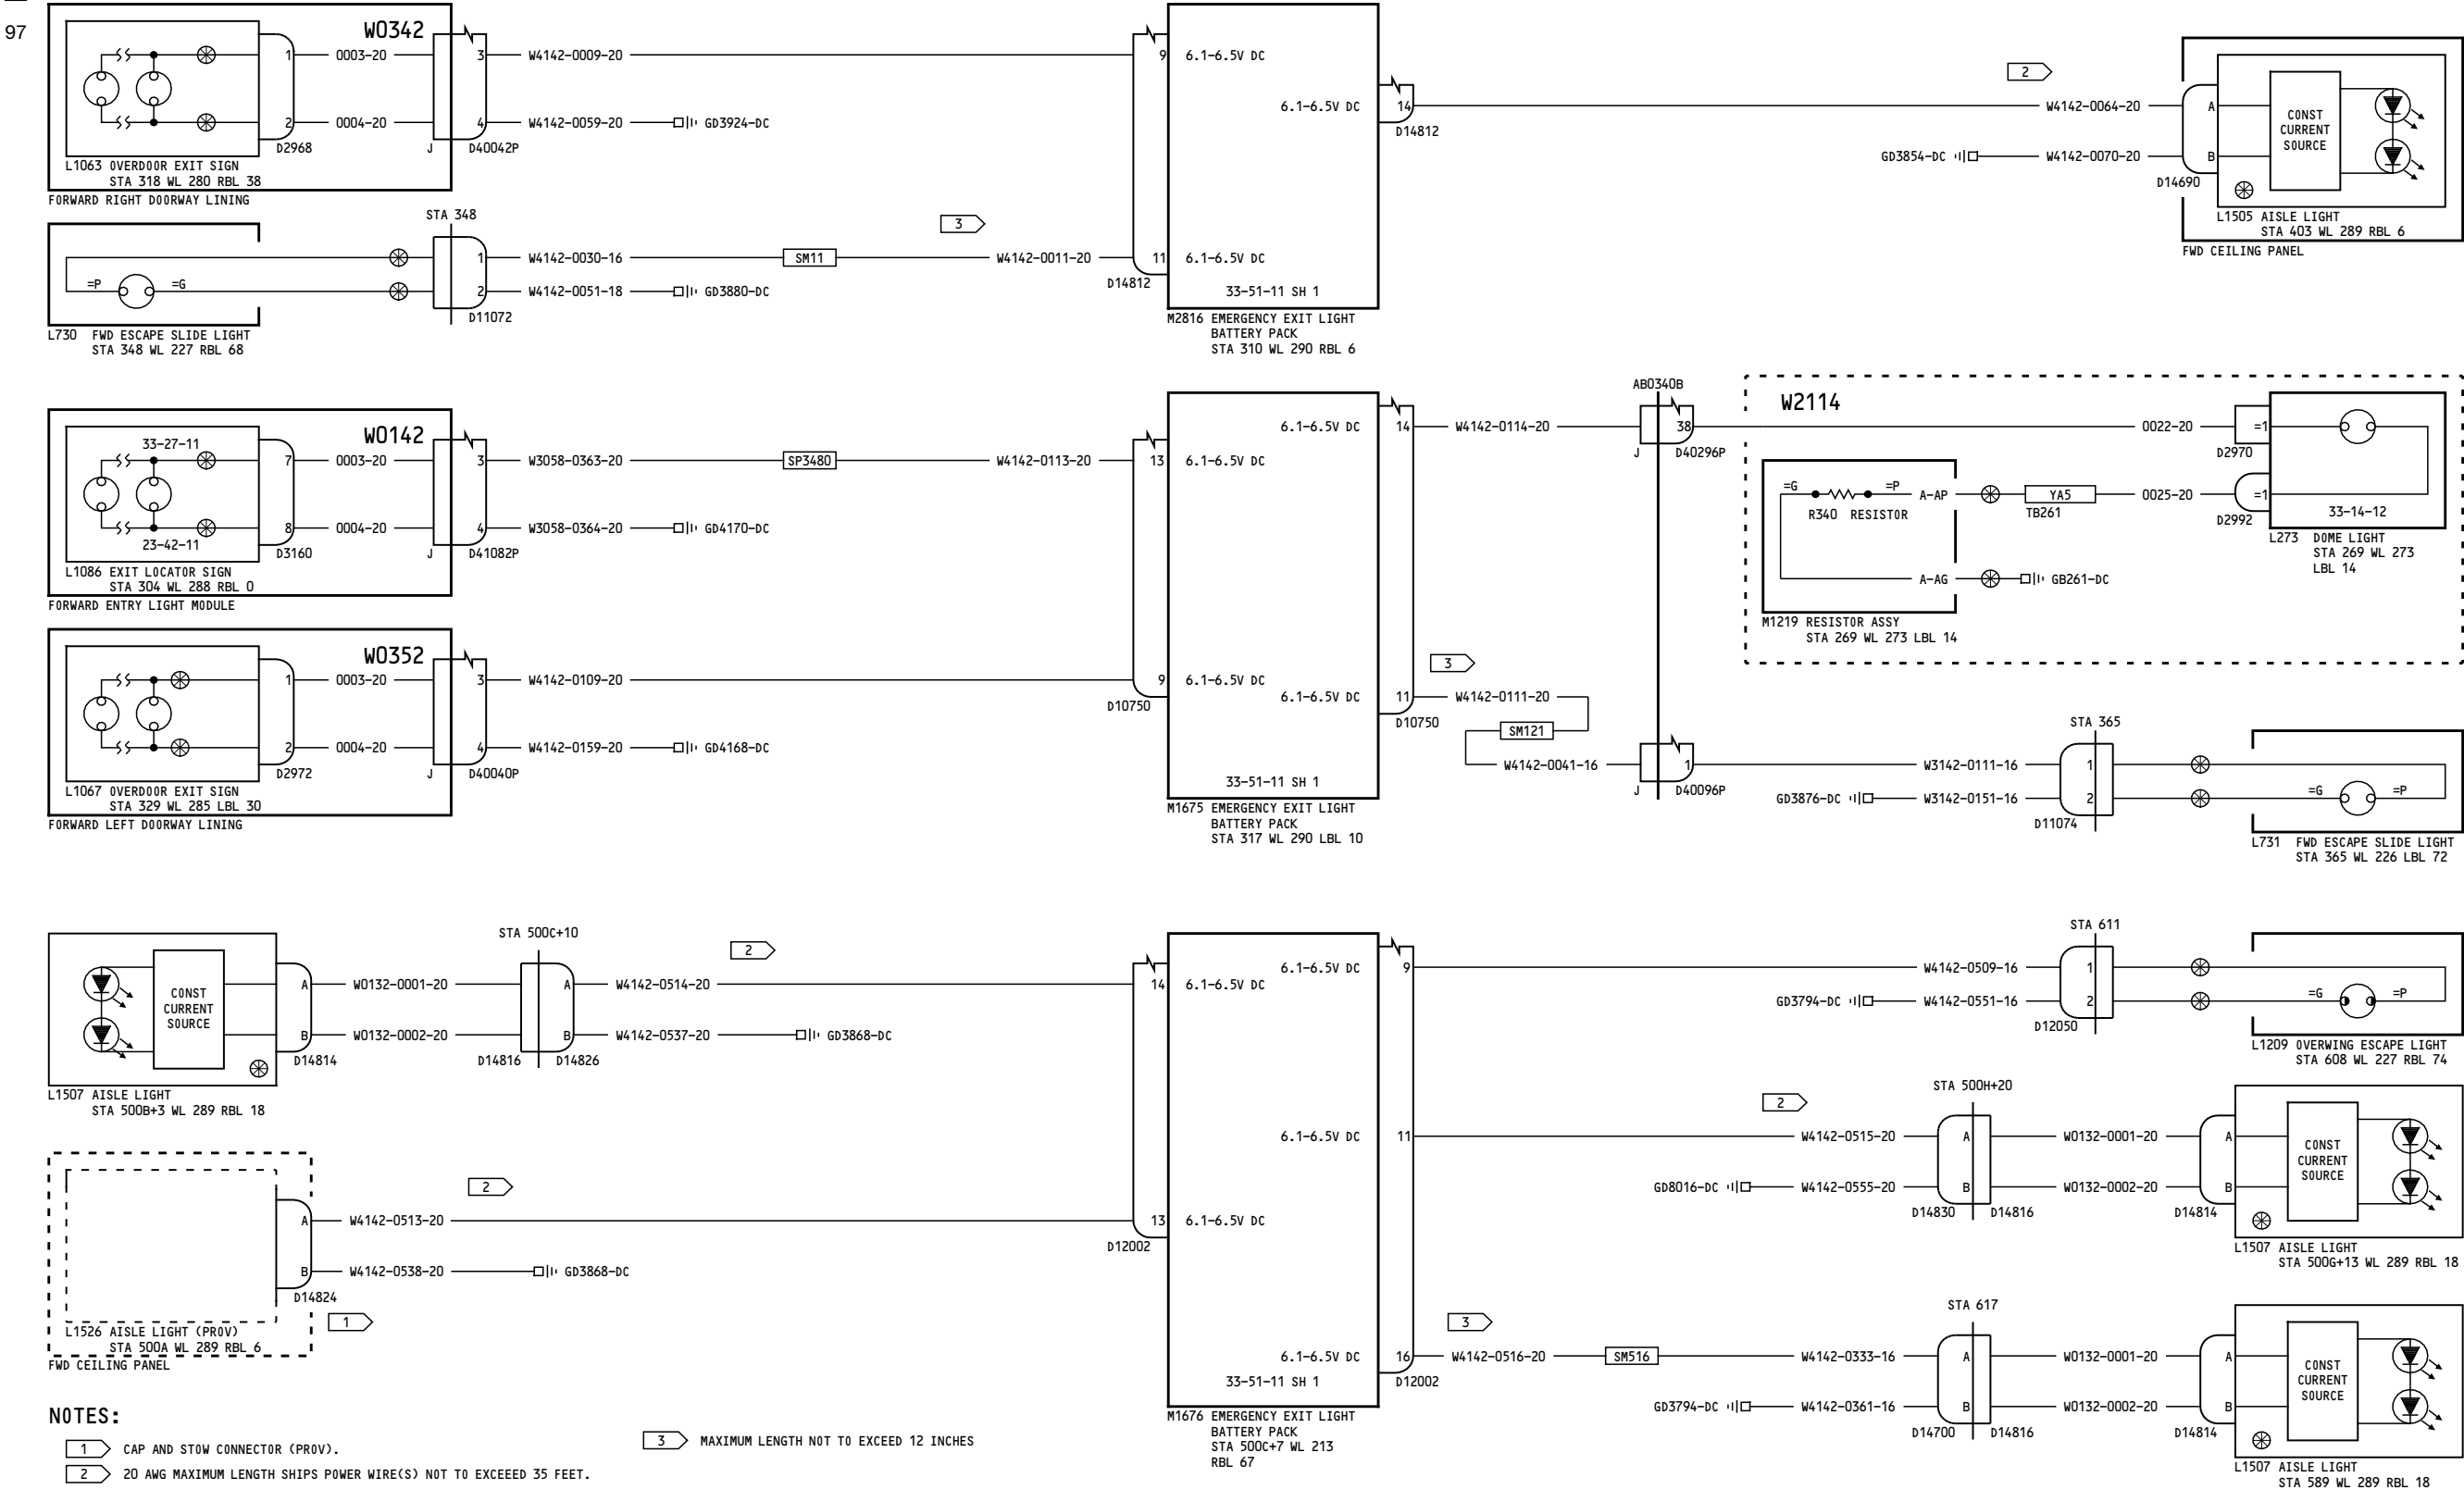 97
W0342
1
0003-20
3
W4142-0009-20
2
0004-20
4
W4142-0059-20
GD3924-DC
D2968
J
D40042P
L1063 OVERDOOR EXIT SIGN
STA 318 WL 280 RBL 38
FORWARD RIGHT DOORWAY LINING
STA 348
3
1
W4142-0030-16
SM11
W4142-0011-20
=P
=G
2
W4142-0051-18
GD3880-DC
D11072
L730 FWD ESCAPE SLIDE LIGHT
STA 348 WL 227 RBL 68
9
6.1-6.5V DC
6.1-6.5V DC
14
D14812
11
6.1-6.5V DC
D14812
33-51-11 SH 1
M2816 EMERGENCY EXIT LIGHT
BATTERY PACK
STA 310 WL 290 RBL 6
2
W4142-0064-20
A
GD3854-DC
W4142-0070-20
B
D14690
CONST
CURRENT
SOURCE
L1505 AISLE LIGHT
STA 403 WL 289 RBL 6
FWD CEILING PANEL
W0142
33-27-11
7
0003-20
3
W3058-0363-20
SP3480
W4142-0113-20
8
0004-20
4
W3058-0364-20
GD4170-DC
23-42-11
D3160
J
D41082P
L1086 EXIT LOCATOR SIGN
STA 304 WL 288 RBL 0
FORWARD ENTRY LIGHT MODULE
W0352
1
0003-20
3
W4142-0109-20
2
0004-20
4
W4142-0159-20
GD4168-DC
D2972
J
D40040P
L1067 OVERDOOR EXIT SIGN
STA 329 WL 285 LBL 30
FORWARD LEFT DOORWAY LINING
6.1-6.5V DC
14
13
6.1-6.5V DC
9
6.1-6.5V DC
D10750
6.1-6.5V DC
11
D10750
33-51-11 SH 1
M1675 EMERGENCY EXIT LIGHT
BATTERY PACK
STA 317 WL 290 LBL 10
AB0340B
W4142-0114-20
38
J
D40296P
W2114
0022-20
=1
D2970
=G
=P
A-AP
YA5
0025-20
=1
R340 RESISTOR
TB261
D2992
33-14-12
L273 DOME LIGHT
STA 269 WL 273
LBL 14
A-AG
GB261-DC
M1219 RESISTOR ASSY
STA 269 WL 273 LBL 14
3
W4142-0111-20
SM121
W4142-0041-16
1
J
D40096P
STA 365
W3142-0111-16
1
GD3876-DC
W3142-0151-16
2
D11074
=G
=P
L731 FWD ESCAPE SLIDE LIGHT
STA 365 WL 226 LBL 72
STA 500C+10
2
CONST
CURRENT
SOURCE
A
W0132-0001-20
A
W4142-0514-20
B
W0132-0002-20
B
W4142-0537-20
GD3868-DC
D14814
D14816
D14826
L1507 AISLE LIGHT
STA 500B+3 WL 289 RBL 18
2
A
W4142-0513-20
B
W4142-0538-20
GD3868-DC
D14824
1
L1526 AISLE LIGHT (PROV)
STA 500A WL 289 RBL 6
FWD CEILING PANEL
6.1-6.5V DC
9
14
6.1-6.5V DC
6.1-6.5V DC
11
13
6.1-6.5V DC
D12002
6.1-6.5V DC
16
33-51-11 SH 1
D12002
M1676 EMERGENCY EXIT LIGHT
BATTERY PACK
STA 500C+7 WL 213
RBL 67
STA 611
W4142-0509-16
1
GD3794-DC
W4142-0551-16
2
D12050
=G
=P
L1209 OVERWING ESCAPE LIGHT
STA 608 WL 227 RBL 74
STA 500H+20
2
W4142-0515-20
A
W0132-0001-20
A
GD8016-DC
W4142-0555-20
B
W0132-0002-20
B
D14830
D14816
D14814
CONST
CURRENT
SOURCE
L1507 AISLE LIGHT
STA 500G+13 WL 289 RBL 18
3
STA 617
W4142-0516-20
SM516
W4142-0333-16
A
W0132-0001-20
A
GD3794-DC
W4142-0361-16
B
W0132-0002-20
B
D14700
D14816
D14814
CONST
CURRENT
SOURCE
L1507 AISLE LIGHT
STA 589 WL 289 RBL 18
NOTES:
1 CAP AND STOW CONNECTOR (PROV).
2 20 AWG MAXIMUM LENGTH SHIPS POWER WIRE(S) NOT TO EXCEEED 35 FEET.
3 MAXIMUM LENGTH NOT TO EXCEED 12 INCHES